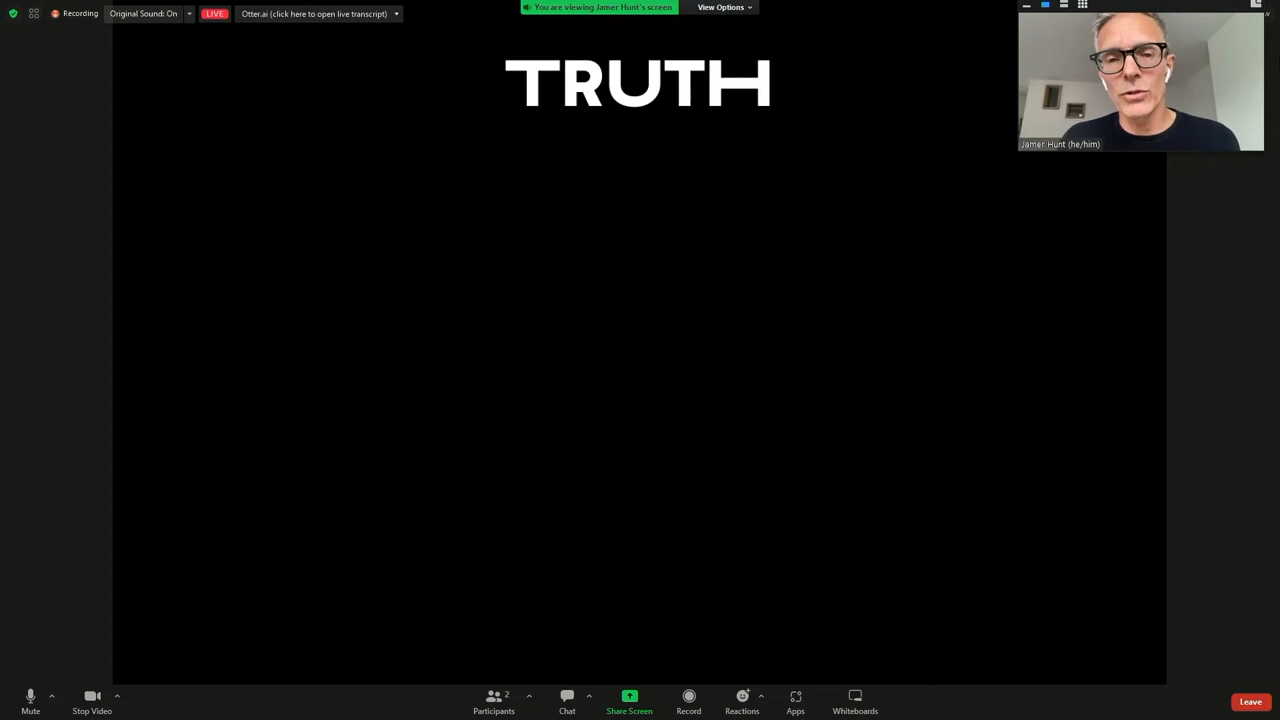 Recording
Original Sound: On
LIVE
Otter.ai (click here to open live transcript)
You are viewing Jamer Hunt's screen
View Options
TRUTH
Jamer Hunt (he/him)
Mute
Stop Video
Participants
2
Chat
Share Screen
Record
Reactions
Apps
Whiteboards
Leave